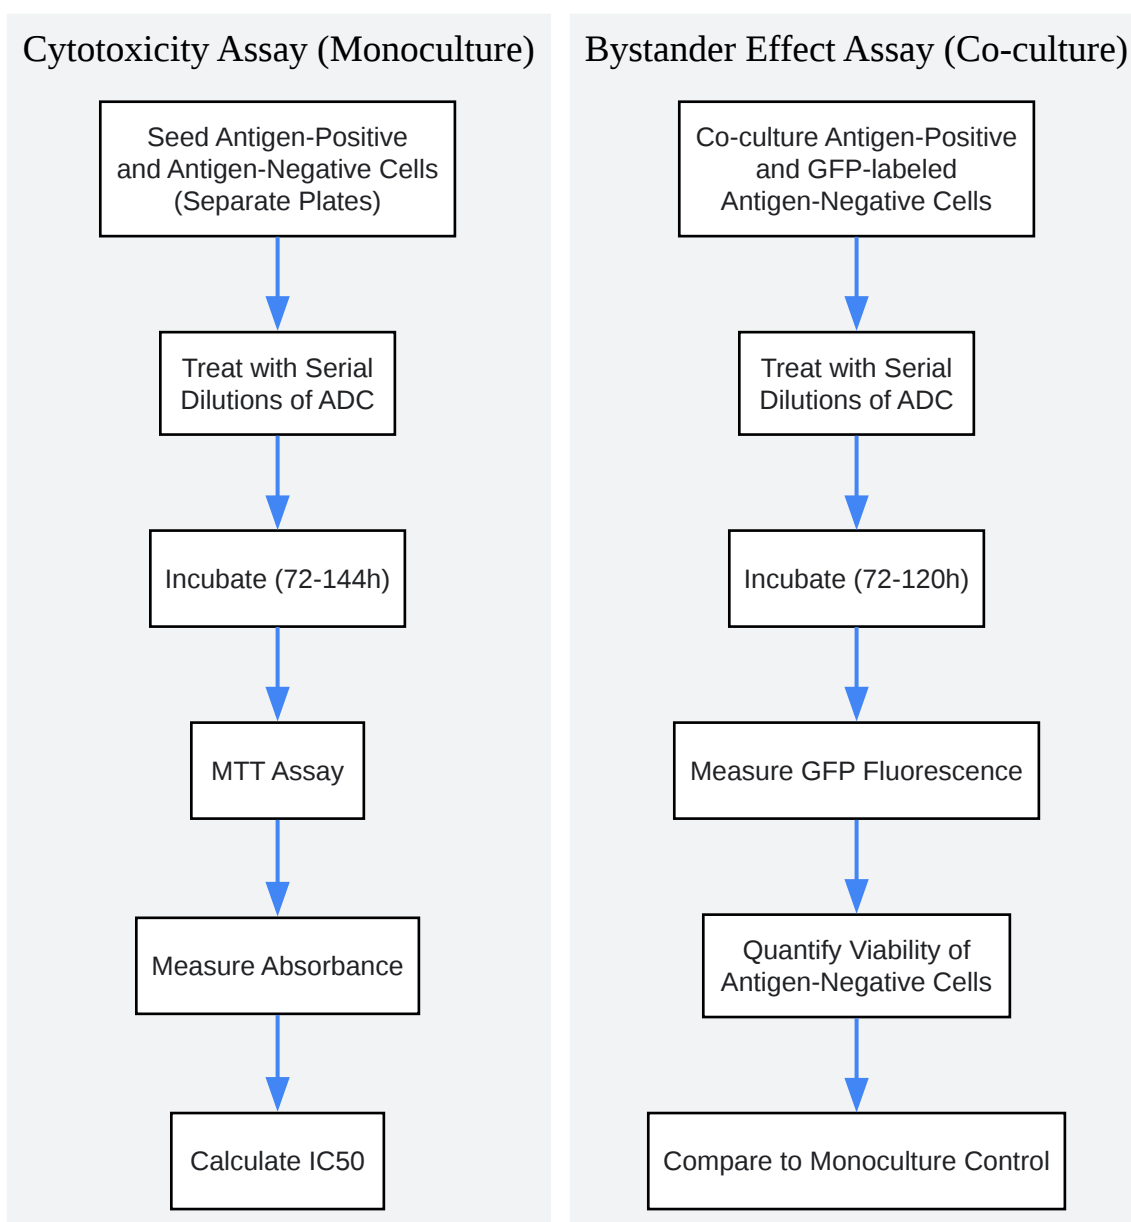 Cytotoxicity Assay (Monoculture)
Seed Antigen-Positive
and Antigen-Negative Cells
(Separate Plates)
Treat with Serial
Dilutions of ADC
Incubate (72-144h)
MTT Assay
Measure Absorbance
Calculate IC50
Bystander Effect Assay (Co-culture)
Co-culture Antigen-Positive
and GFP-labeled
Antigen-Negative Cells
Treat with Serial
Dilutions of ADC
Incubate (72-120h)
Measure GFP Fluorescence
Quantify Viability of
Antigen-Negative Cells
Compare to Monoculture Control